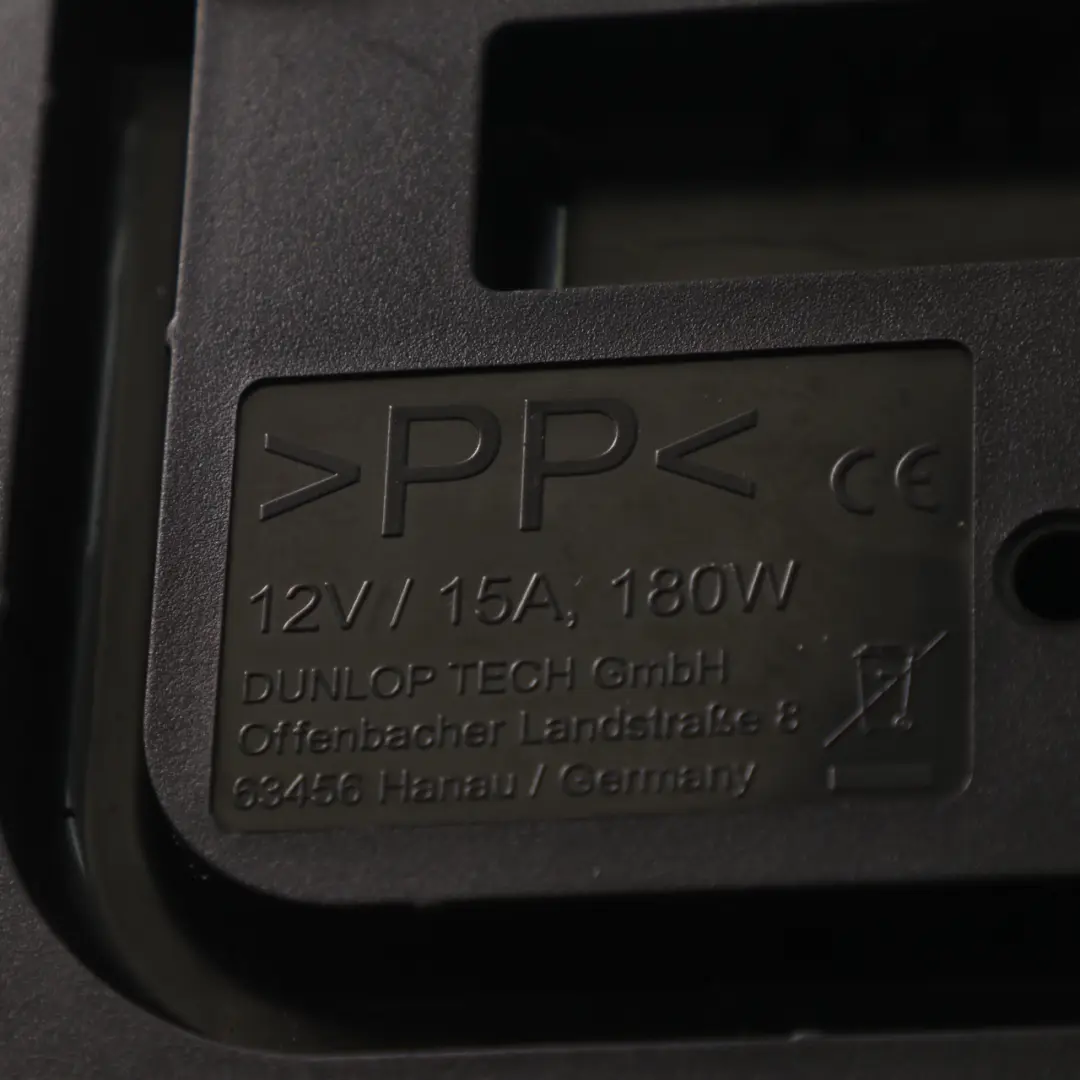 >PP<
CE
12V / 15A, 180W
DUNLOP TECH GmbH
Offenbacher Landstraße 8
63456 Hanau / Germany